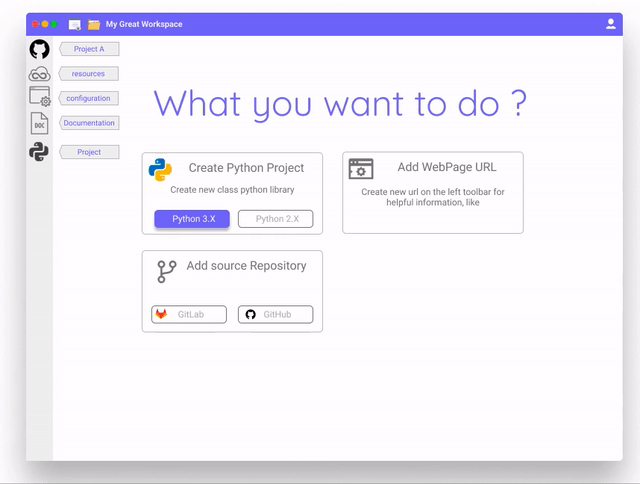 My Great Workspace
Project A
resources
configuration
DOC
Documentation
Project
What you want to do ?
Create Python Project
Create new class python library
Python 3.X
Python 2.X
Add WebPage URL
Create new url on the left toolbar for
helpful information, like
Add source Repository
GitLab
GitHub